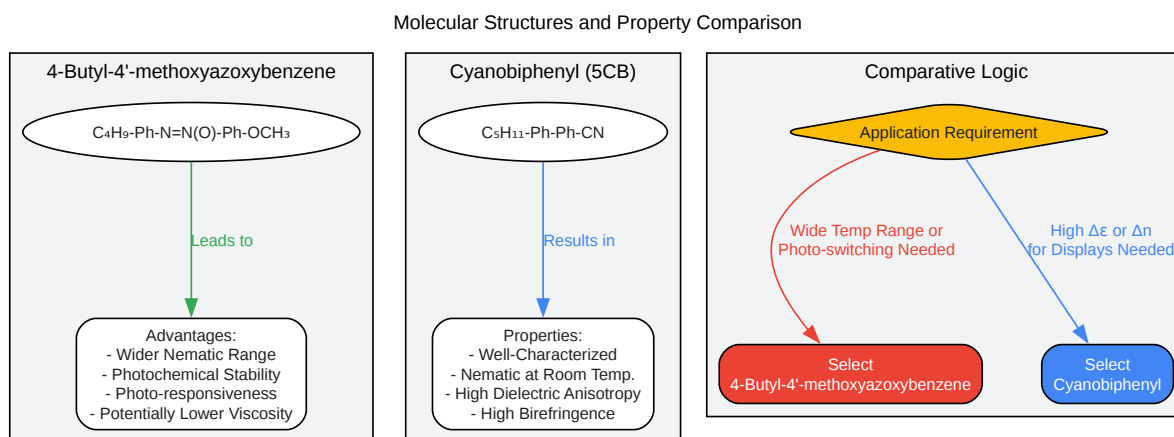 Molecular Structures and Property Comparison
4-Butyl-4'-methoxyazoxybenzene
C₄H₉-Ph-N=N(O)-Ph-OCH₃
Leads to
Advantages:
- Wider Nematic Range
- Photochemical Stability
- Photo-responsiveness
- Potentially Lower Viscosity
Cyanobiphenyl (5CB)
C₅H₁₁-Ph-Ph-CN
Results in
Properties:
- Well-Characterized
- Nematic at Room Temp.
- High Dielectric Anisotropy
- High Birefringence
Comparative Logic
Application Requirement
Wide Temp Range or
Photo-switching Needed
High Δε or Δn
for Displays Needed
Select
4-Butyl-4'-methoxyazoxybenzene
Select
Cyanobiphenyl